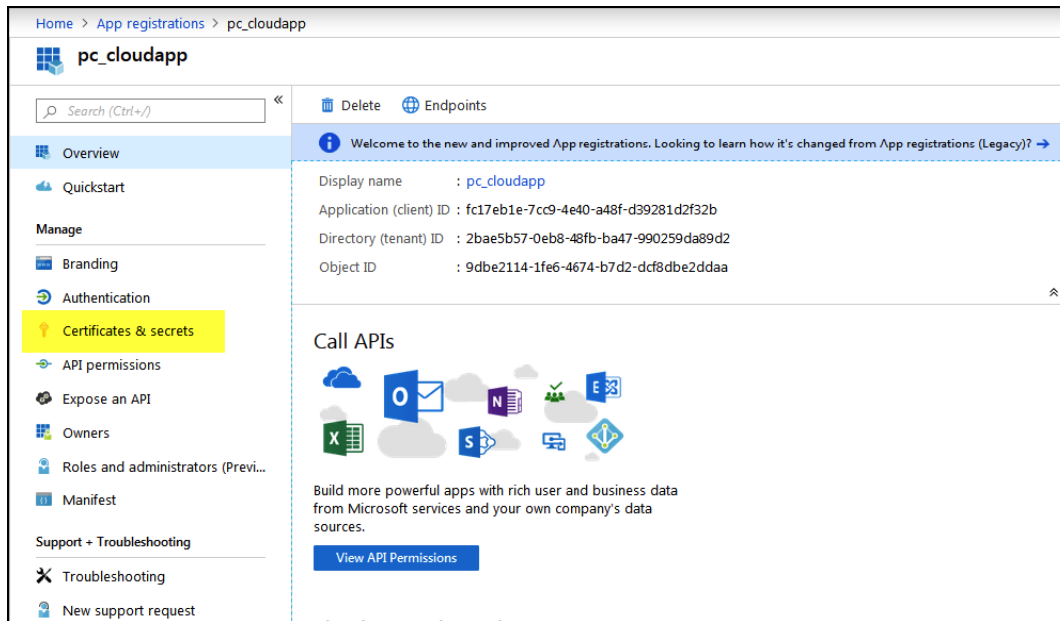 Home > App registrations > pc_cloudapp
pc_cloudapp
Search (Ctrl+/)
«
Overview
Quickstart
Manage
Branding
Authentication
Certificates & secrets
API permissions
Expose an API
Owners
Roles and administrators (Previ...
Manifest
Support + Troubleshooting
Troubleshooting
New support request
Delete
Endpoints
Welcome to the new and improved App registrations. Looking to learn how it's changed from App registrations (Legacy)? →
Display name : pc_cloudapp
Application (client) ID : fc17eb1e-7cc9-4e40-a48f-d39281d2f32b
Directory (tenant) ID : 2bae5b57-0eb8-48fb-ba47-990259da89d2
Object ID : 9dbe2114-1fe6-4674-b7d2-dcf8dbe2ddaa
Call APIs
Build more powerful apps with rich user and business data
from Microsoft services and your own company's data
sources.
View API Permissions